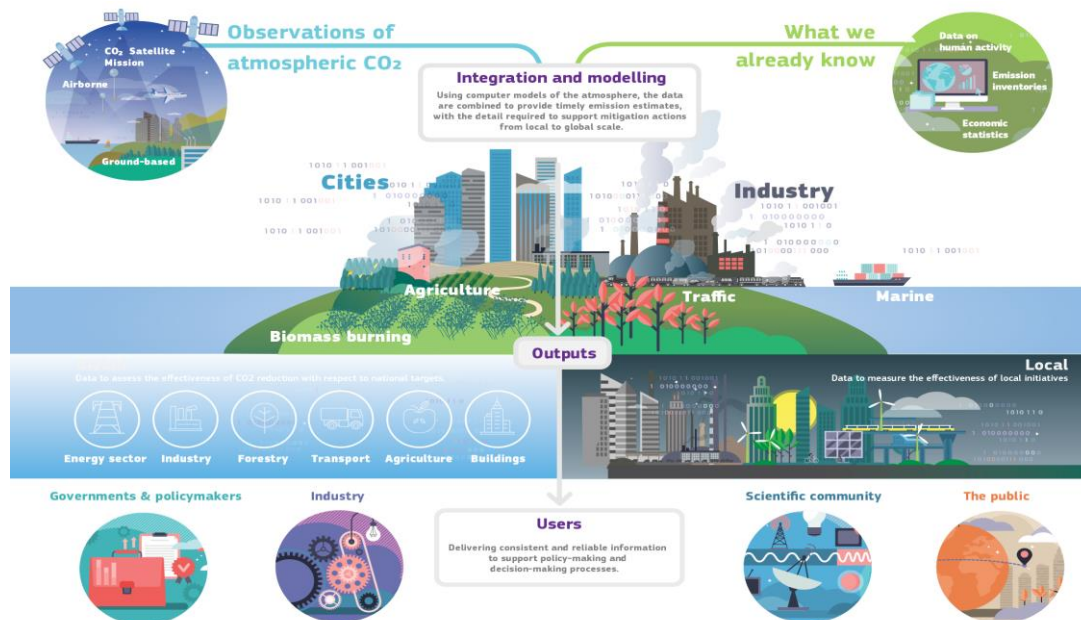 Observations of
atmospheric CO₂
CO₂ Satellite
Mission
Airborne
Ground-based
What we
already know
Data on
human activity
Emission
inventories
Economic
statistics
Integration and modelling
Using computer models of the atmosphere, the data
are combined to provide timely emission estimates,
with the detail required to support mitigation actions
from local to global scale.
Cities
Industry
Agriculture
Traffic
Marine
Biomass burning
Outputs
Data to assess the effectiveness of CO2 reduction with respect to national targets.
Energy sector
Industry
Forestry
Transport
Agriculture
Buildings
Local
Data to measure the effectiveness of local initiatives
Governments & policymakers
Industry
Users
Delivering consistent and reliable information
to support policy-making and
decision-making processes.
Scientific community
The public